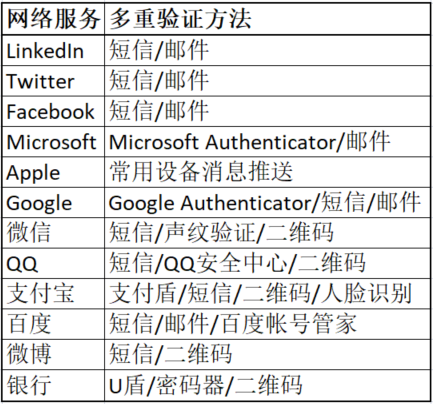 网络服务 多重验证方法
LinkedIn 短信/邮件
Twitter 短信/邮件
Facebook 短信/邮件
Microsoft Microsoft Authenticator/邮件
Apple 常用设备消息推送
Google Google Authenticator/短信/邮件
微信 短信/声纹验证/二维码
QQ 短信/QQ安全中心/二维码
支付宝 支付盾/短信/二维码/人脸识别
百度 短信/邮件/百度帐号管家
微博 短信/二维码
银行 U盾/密码器/二维码